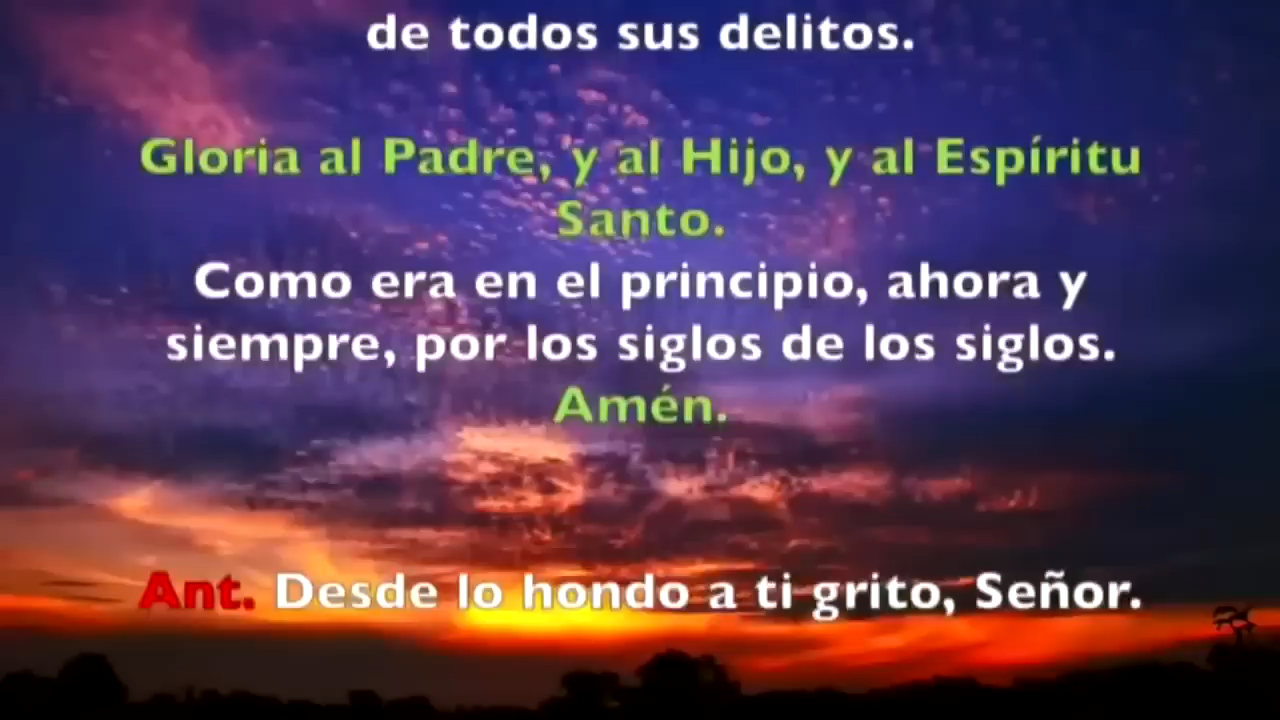 de todos sus delitos.
Gloria al Padre, y al Hijo, y al Espíritu
Santo.
Como era en el principio, ahora y
siempre, por los siglos de los siglos.
Amén.
Ant. Desde lo hondo a ti grito, Señor.